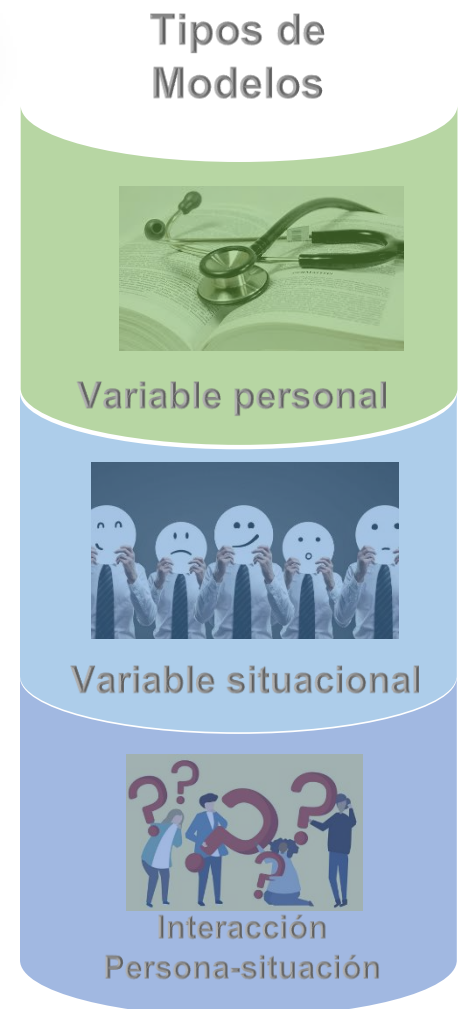 Tipos de
Modelos
Variable personal
Variable situacional
Interacción
Persona-situación